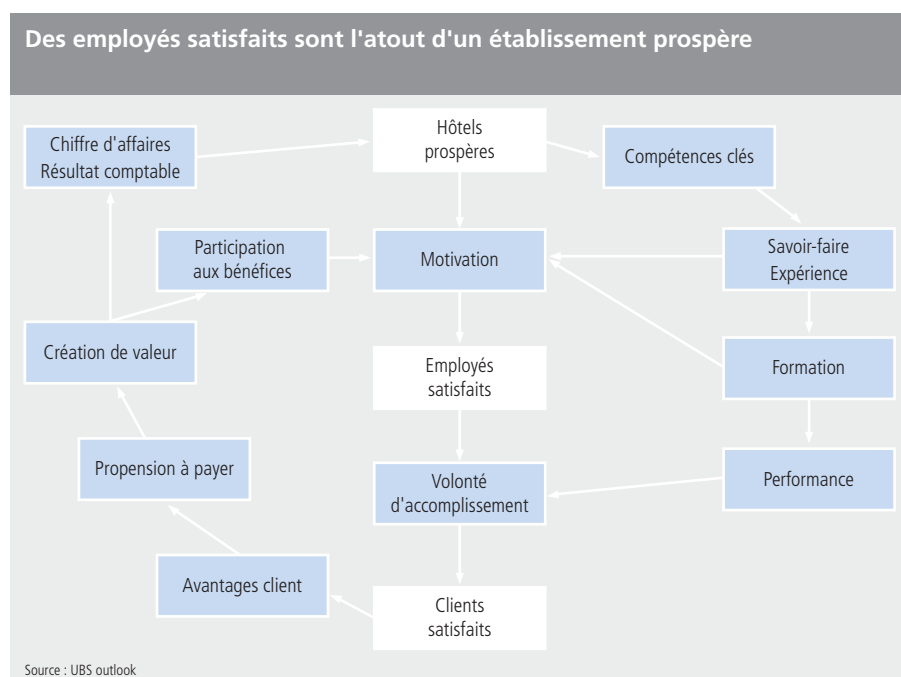 Des employés satisfaits sont l'atout d'un établissement prospère
Chiffre d'affaires
Résultat comptable
Hôtels
prospères
Compétences clés
Participation
aux bénéfices
Motivation
Savoir-faire
Expérience
Création de valeur
Employés
satisfaits
Formation
Propension à payer
Volonté
d'accomplissement
Performance
Avantages client
Clients
satisfaits
Source : UBS outlook